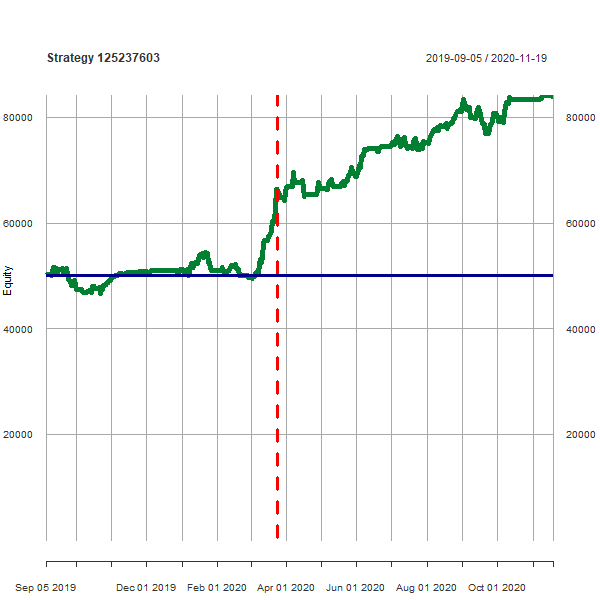 Strategy 125237603
2019-09-05 / 2020-11-19
80000
80000
60000
60000
Equity
40000
40000
20000
20000
Sep 05 2019
Dec 01 2019
Feb 01 2020
Apr 01 2020
Jun 01 2020
Aug 01 2020
Oct 01 2020